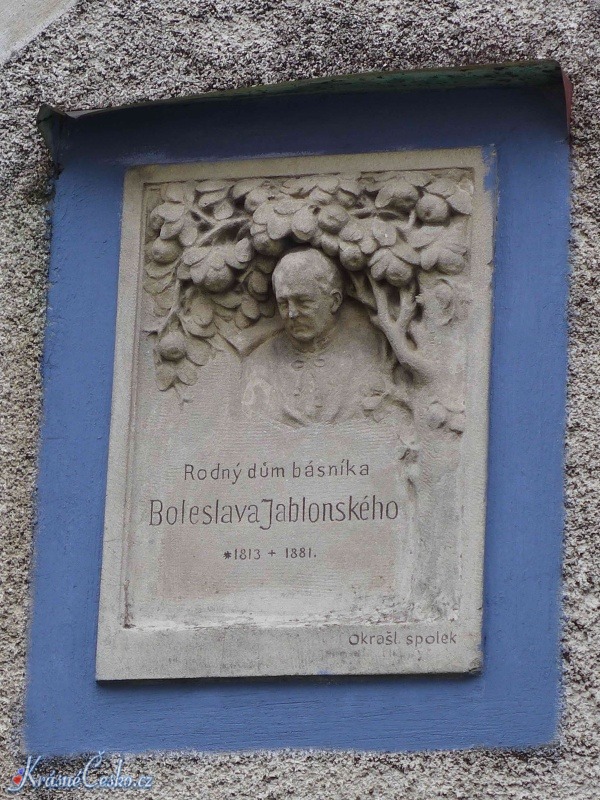 Rodný dům básníka
Boleslava Jablonského
*1813 + 1881.
Okrašl. spolek
KrásnéČesko.cz